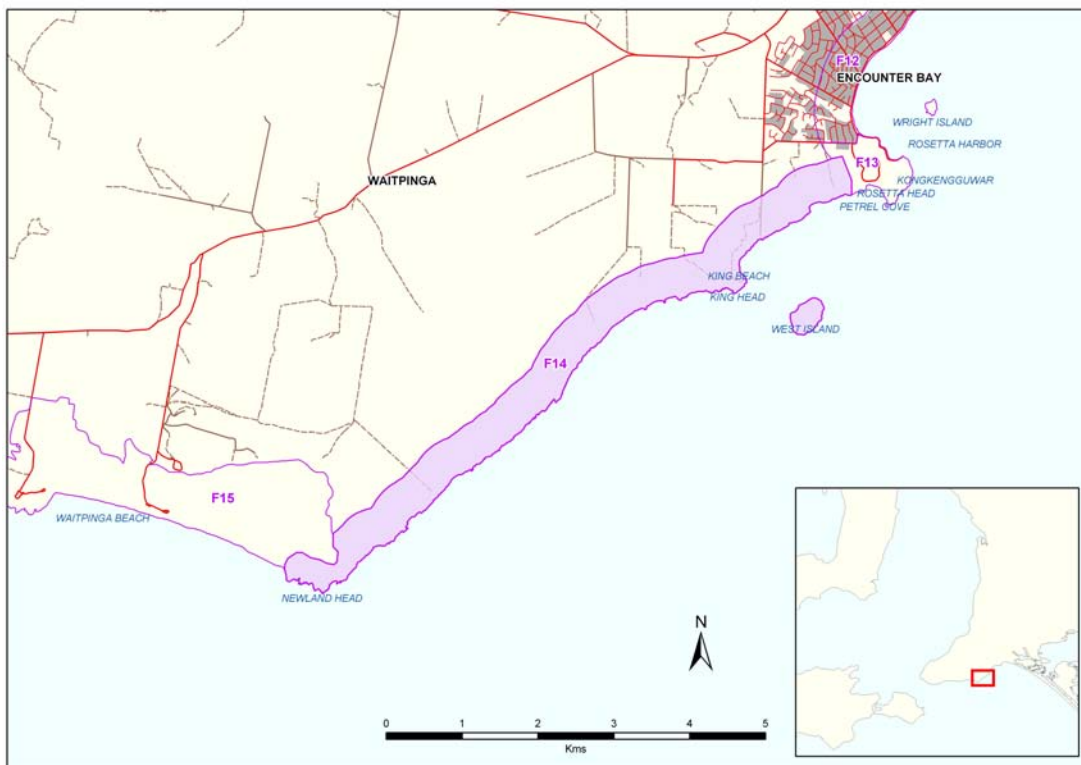 F12
ENCOUNTER BAY
WRIGHT ISLAND
ROSETTA HARBOR
F13
KONGKENGGUWAR
WAITPINGA
ROSETTA HEAD
PETREL COVE
KING BEACH
KING HEAD
WEST ISLAND
F14
F15
WAITPINGA BEACH
NEWLAND HEAD
N
0 1 2 3 4 5
Kms